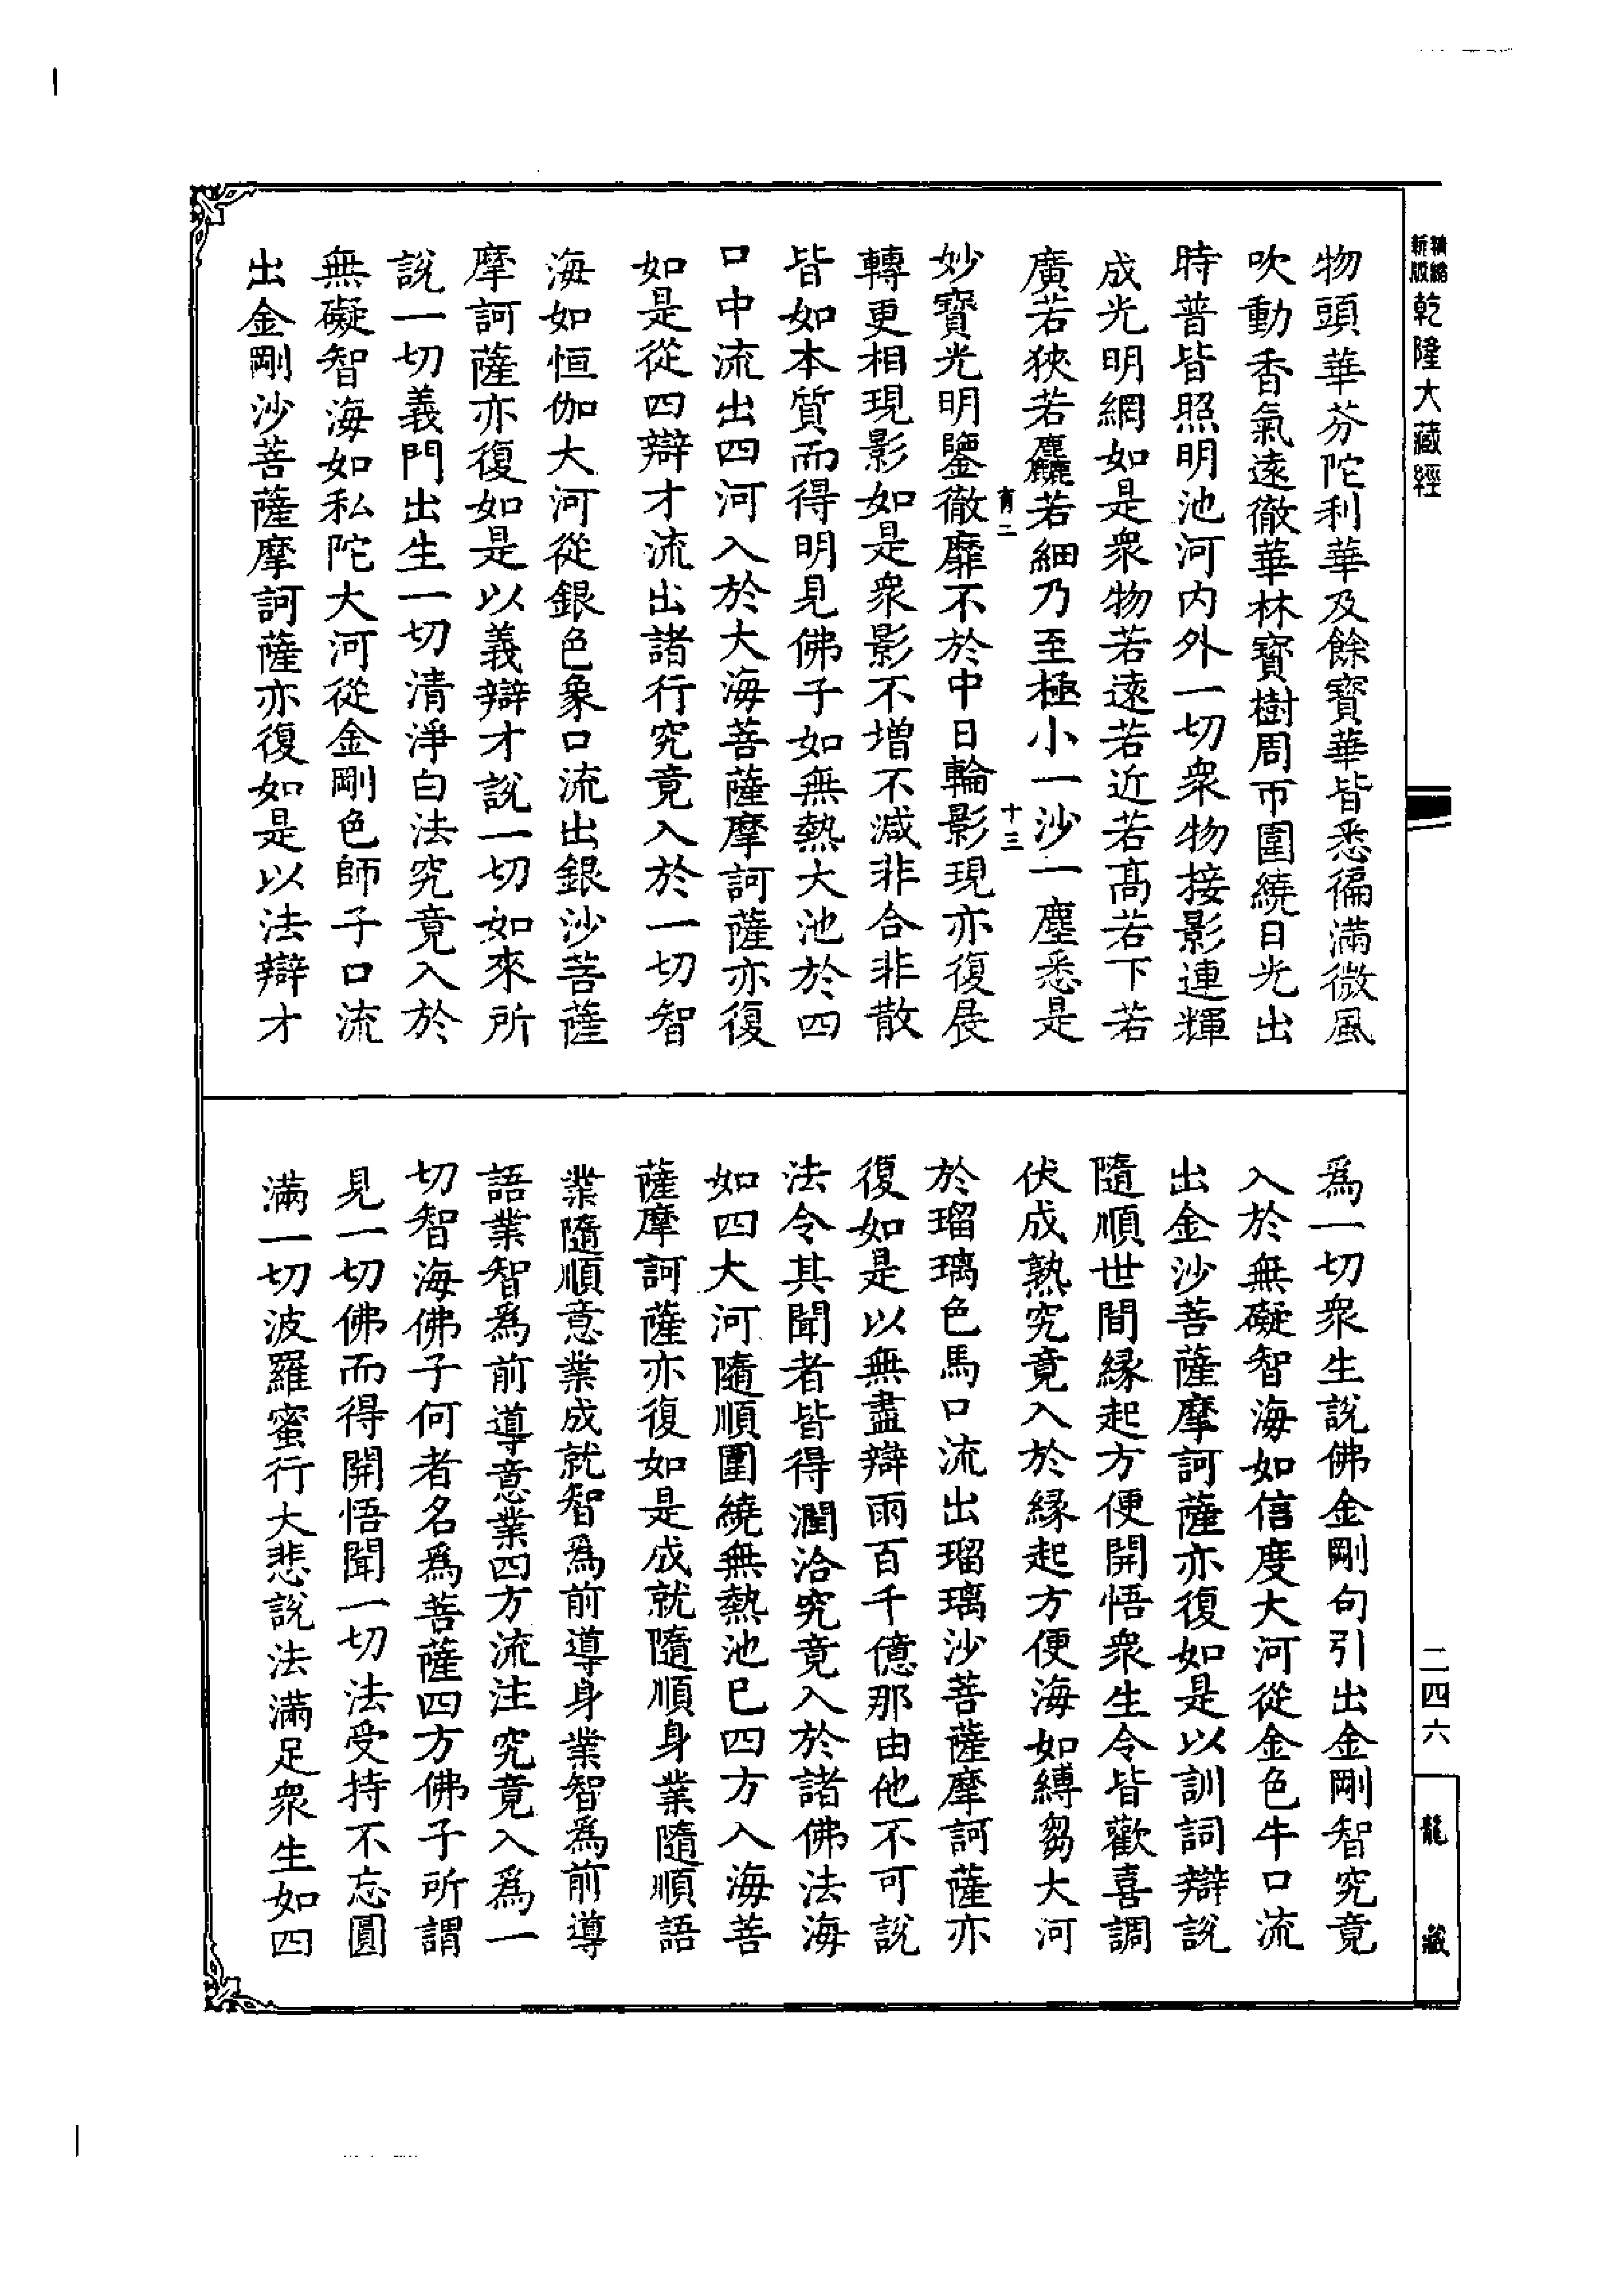 精縮
新版
乾隆大藏經
物頭華芬陀利華及餘寶華皆悉徧滿微風
吹動香氣遠徹華林寶樹周帀圍繞日光出
時普皆照明池河內外一切衆物接影連輝
成光明網如是衆物若遠若近若高若下若
廣若狹若麤若細乃至極小一沙一塵悉是
育二
十三
妙寶光明鑒徹靡不於中日輪影現亦復展
轉更相現影如是衆影不增不減非合非散
皆如本質而得明見佛子如無熱大池於四
口中流出四河入於大海菩薩摩訶薩亦復
如是從四辯才流出諸行究竟入於一切智
海如恒伽大河從銀色象口流出銀沙菩薩
摩訶薩亦復如是以義辯才說一切如來所
說一切義門出生一切清淨白法究竟入於
無礙智海如私陀大河從金剛色師子口流
出金剛沙菩薩摩訶薩亦復如是以法辯才
爲一切衆生說佛金剛句引出金剛智究竟
入於無礙智海如信度大河從金色牛口流
出金沙菩薩摩訶薩亦復如是以訓詞辯說
隨順世間緣起方便開悟衆生令皆歡喜調
伏成熟究竟入於緣起方便海如縛芻大河
於瑠璃色馬口流出瑠璃沙菩薩摩訶薩亦
復如是以無盡辯雨百千億那由他不可說
法令其聞者皆得潤洽究竟入於諸佛法海
如四大河隨順圍繞無熱池已四方入海菩
薩摩訶薩亦復如是成就隨順身業隨順語
業隨順意業成就智爲前導身業智爲前導
語業智爲前導意業四方流注究竟入爲一
切智海佛子何者名爲菩薩四方佛子所謂
見一切佛而得開悟聞一切法受持不忘圓
滿一切波羅蜜行大悲說法滿足衆生如四
二四六
龍藏